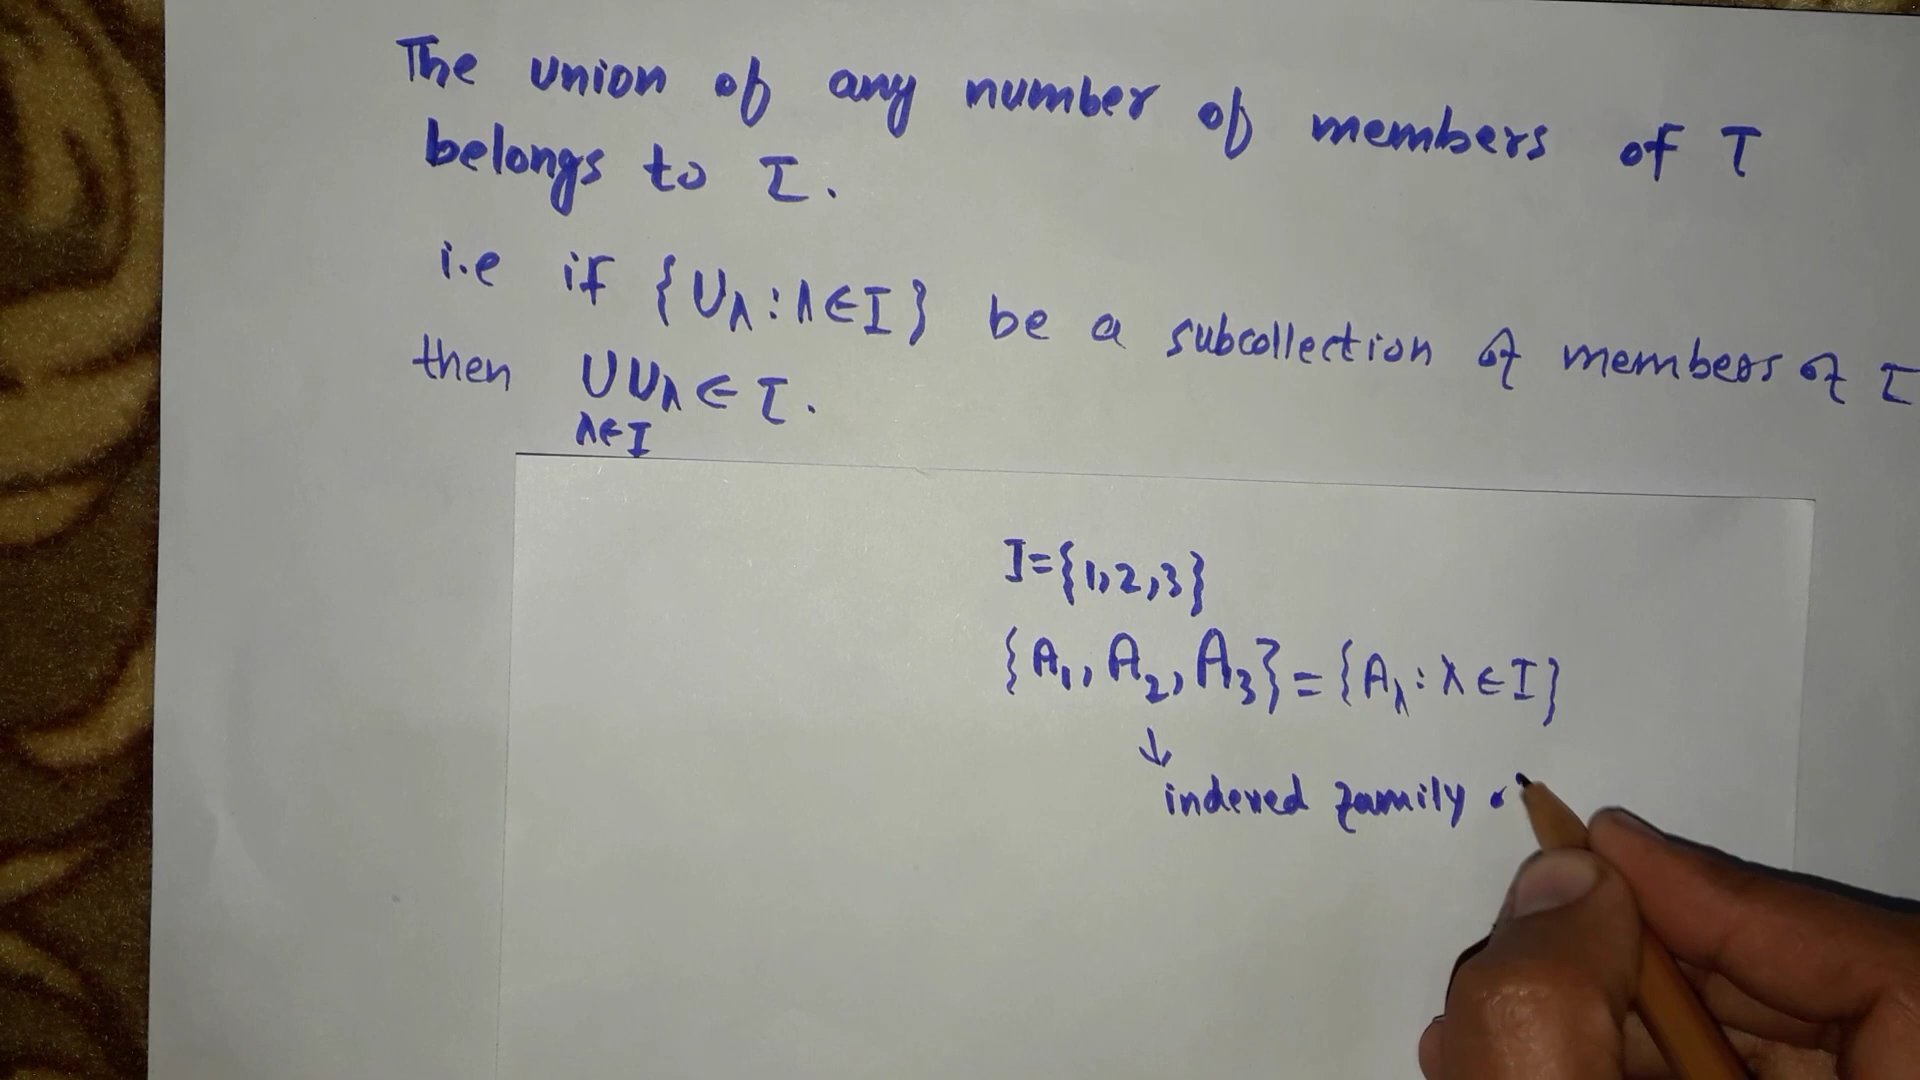 The union of any number of members of τ
belongs to τ.
i.e if {Uλ : λ∈I} be a subcollection of members of τ
then ∪Uλ ∈ τ.
λ∈I
I={1,2,3}
{A₁, A₂, A₃} = {Aλ : λ ∈ I}
↓
indexed family o